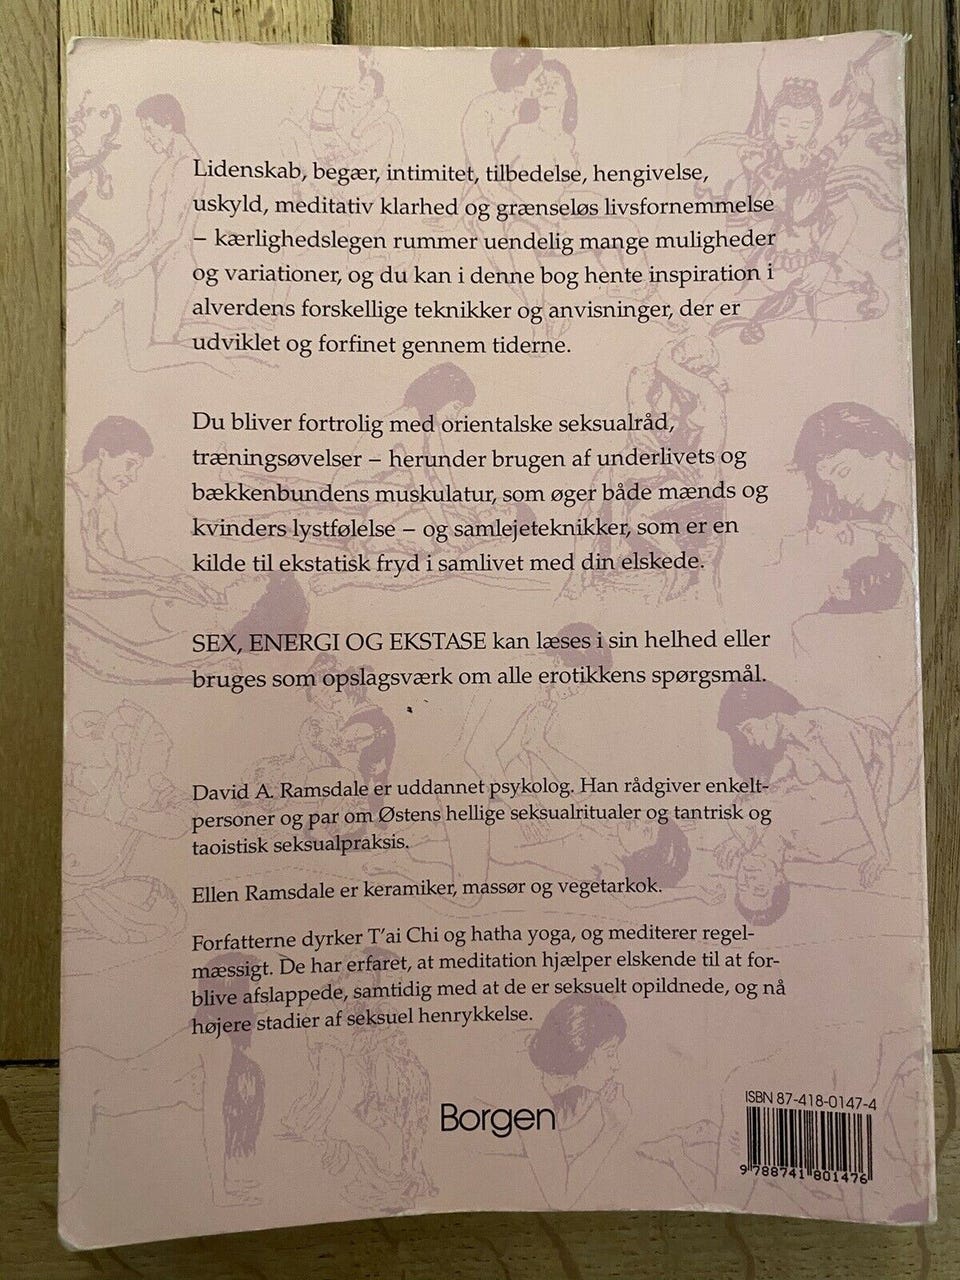 Lidenskab, begær, intimitet, tilbedelse, hengivelse,
uskyld, meditativ klarhed og grænseløs livsfornemmelse
– kærlighedslegen rummer uendelig mange muligheder
og variationer, og du kan i denne bog hente inspiration i
alverdens forskellige teknikker og anvisninger, der er
udviklet og forfinet gennem tiderne.
Du bliver fortrolig med orientalske seksualråd,
træningsøvelser – herunder brugen af underlivets og
bækkenbundens muskulatur, som øger både mænds og
kvinders lystfølelse – og samlejeteknikker, som er en
kilde til ekstatisk fryd i samlivet med din elskede.
SEX, ENERGI OG EKSTASE kan læses i sin helhed eller
bruges som opslagsværk om alle erotikkens spørgsmål.
David A. Ramsdale er uddannet psykolog. Han rådgiver enkelt-
personer og par om Østens hellige seksualritualer og tantrisk og
taoistisk seksualpraksis.
Ellen Ramsdale er keramiker, massør og vegetarkok.
Forfatterne dyrker T'ai Chi og hatha yoga, og mediterer regel-
mæssigt. De har erfaret, at meditation hjælper elskende til at for-
blive afslappede, samtidig med at de er seksuelt opildnede, og nå
højere stadier af seksuel henrykkelse.
Borgen
ISBN 87-418-0147-4
9 788741 801476